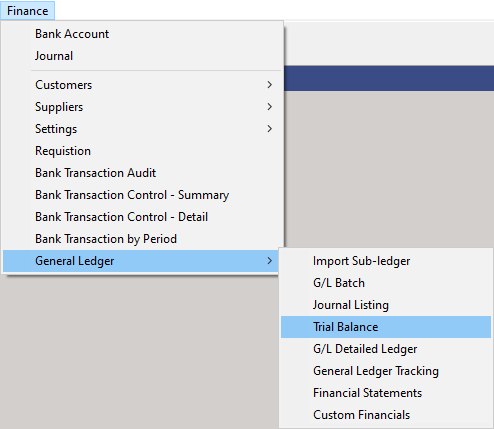 Finance
Bank Account
Journal
Customers
Suppliers
Settings
Requistion
Bank Transaction Audit
Bank Transaction Control - Summary
Bank Transaction Control - Detail
Bank Transaction by Period
General Ledger
Import Sub-ledger
G/L Batch
Journal Listing
Trial Balance
G/L Detailed Ledger
General Ledger Tracking
Financial Statements
Custom Financials